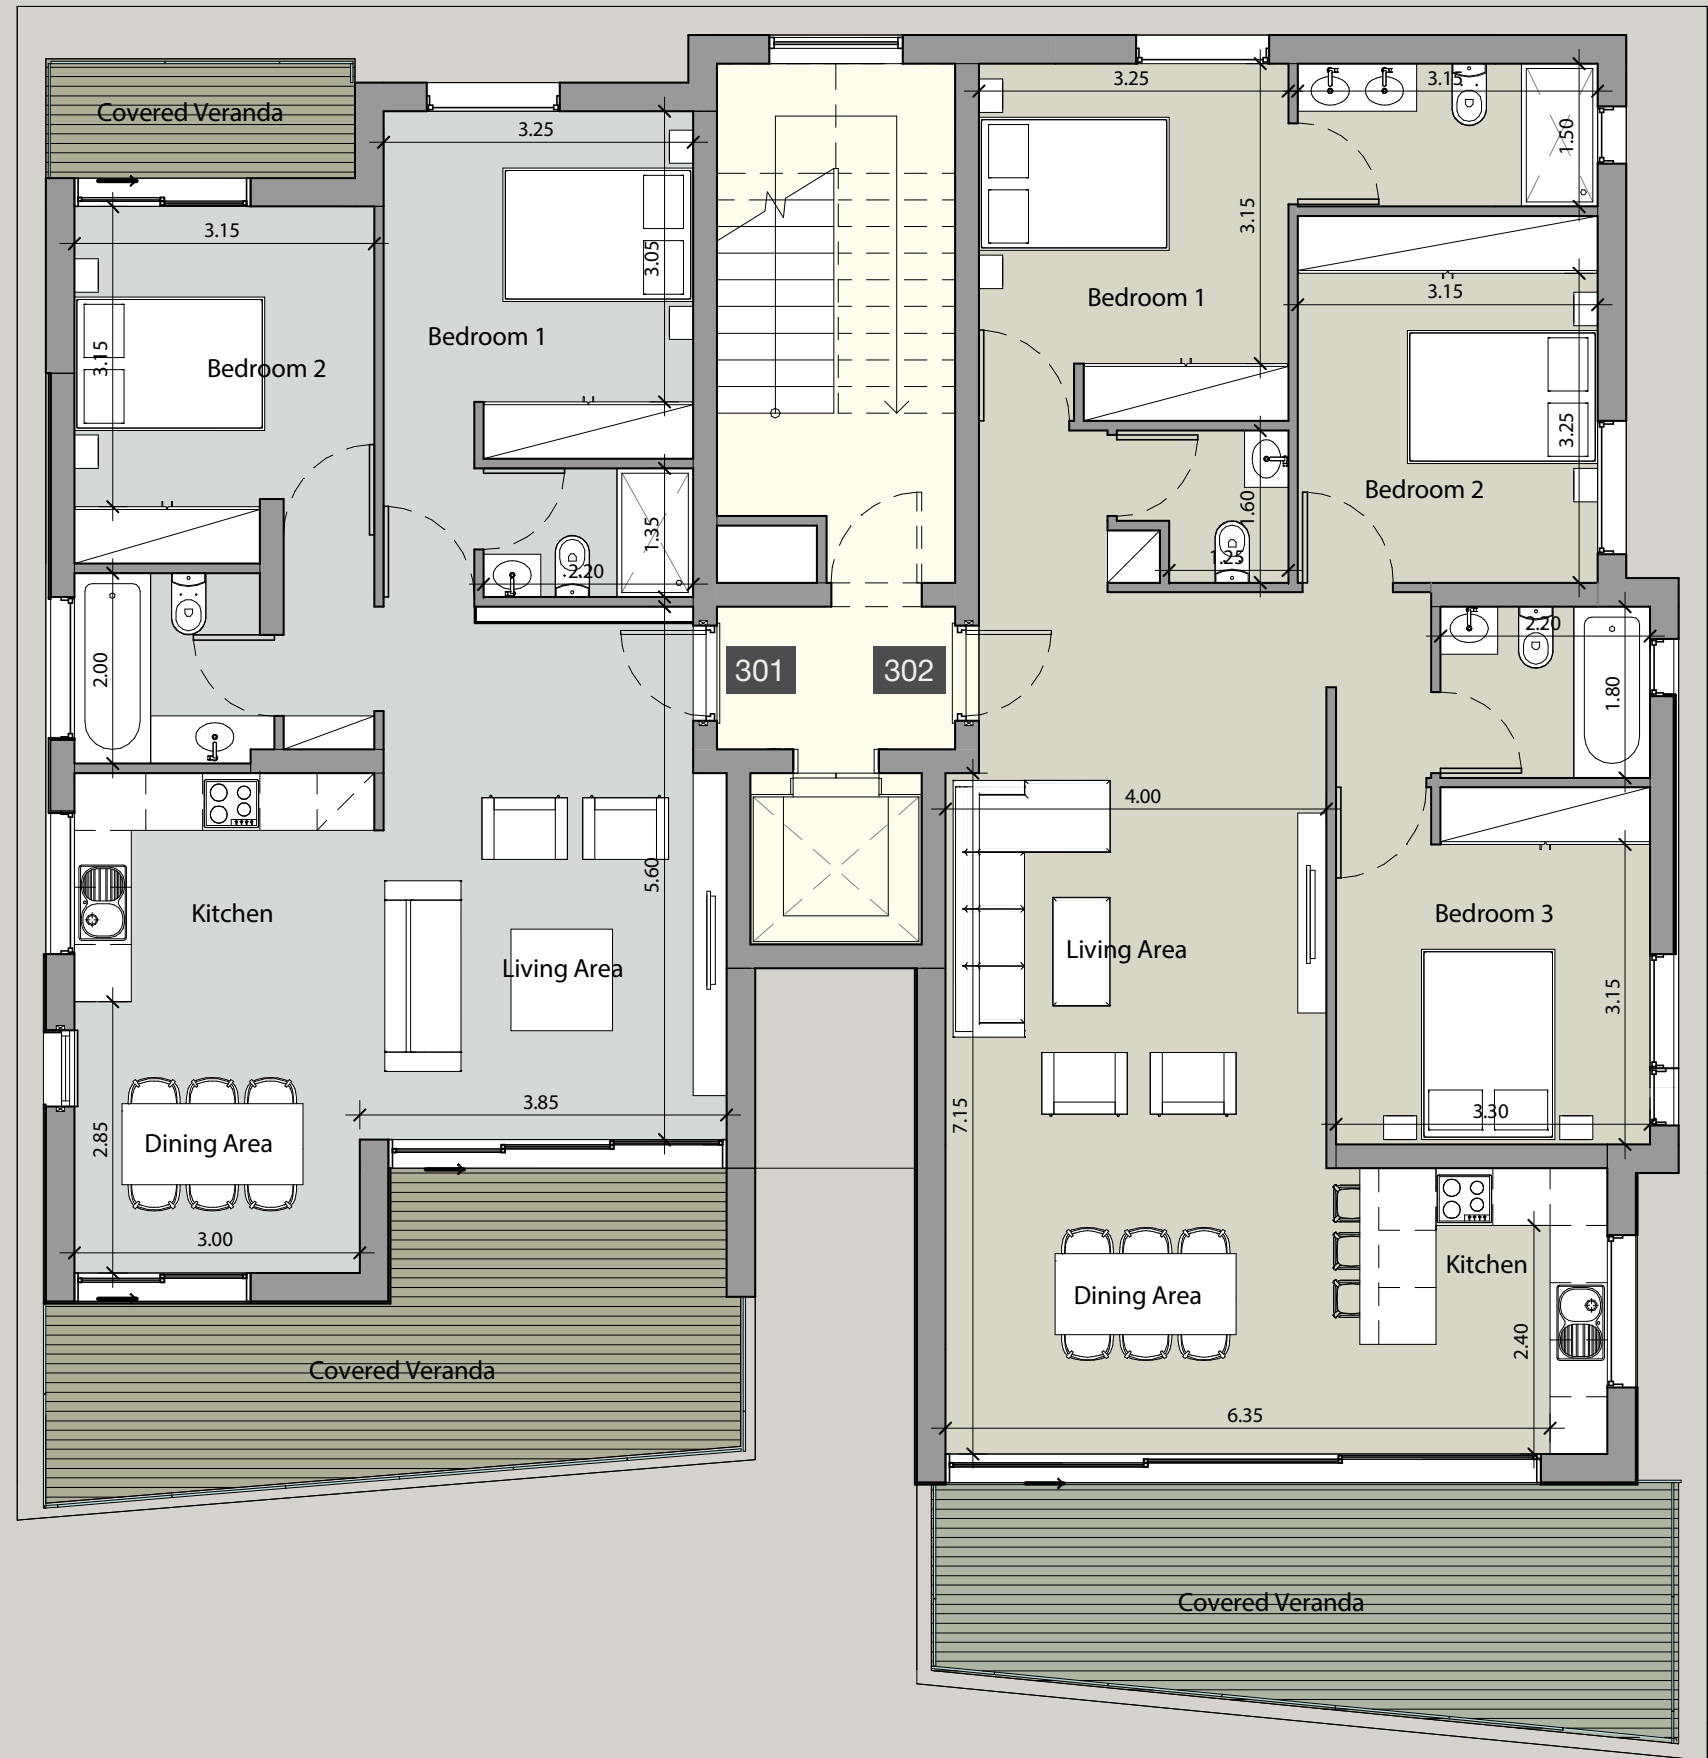 Covered Veranda
3.25
3.15
Bedroom 2
3.15
3.05
Bedroom 1
1.35
2.20
2.00
301
302
5.60
Kitchen
Living Area
3.85
2.85
Dining Area
3.00
Covered Veranda
3.25
3.15
1.50
3.15
Bedroom 1
3.15
3.25
Bedroom 2
1.60
1.25
2.20
1.80
4.00
Living Area
Bedroom 3
3.15
3.30
7.15
Kitchen
Dining Area
2.40
6.35
Covered Veranda